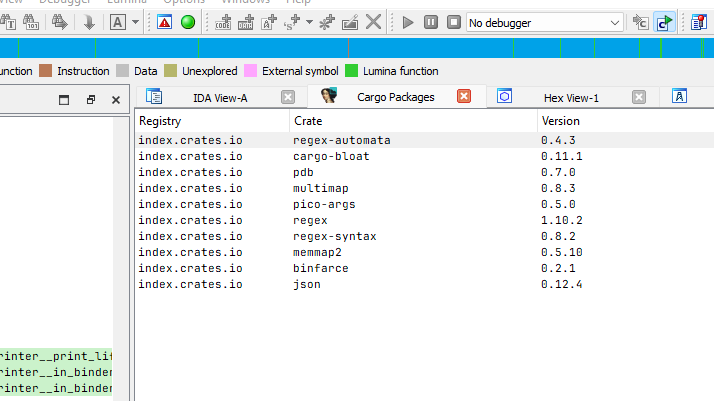 Debugger Lumina Options Windows Help
No debugger
unction Instruction Data Unexplored External symbol Lumina function
IDA View-A Cargo Packages Hex View-1
Registry Crate Version
index.crates.io regex-automata 0.4.3
index.crates.io cargo-bloat 0.11.1
index.crates.io pdb 0.7.0
index.crates.io multimap 0.8.3
index.crates.io pico-args 0.5.0
index.crates.io regex 1.10.2
index.crates.io regex-syntax 0.8.2
index.crates.io memmap2 0.5.10
index.crates.io binfarce 0.2.1
index.crates.io json 0.12.4
rinter__print_li
rinter__in_binde
rinter__in_binde